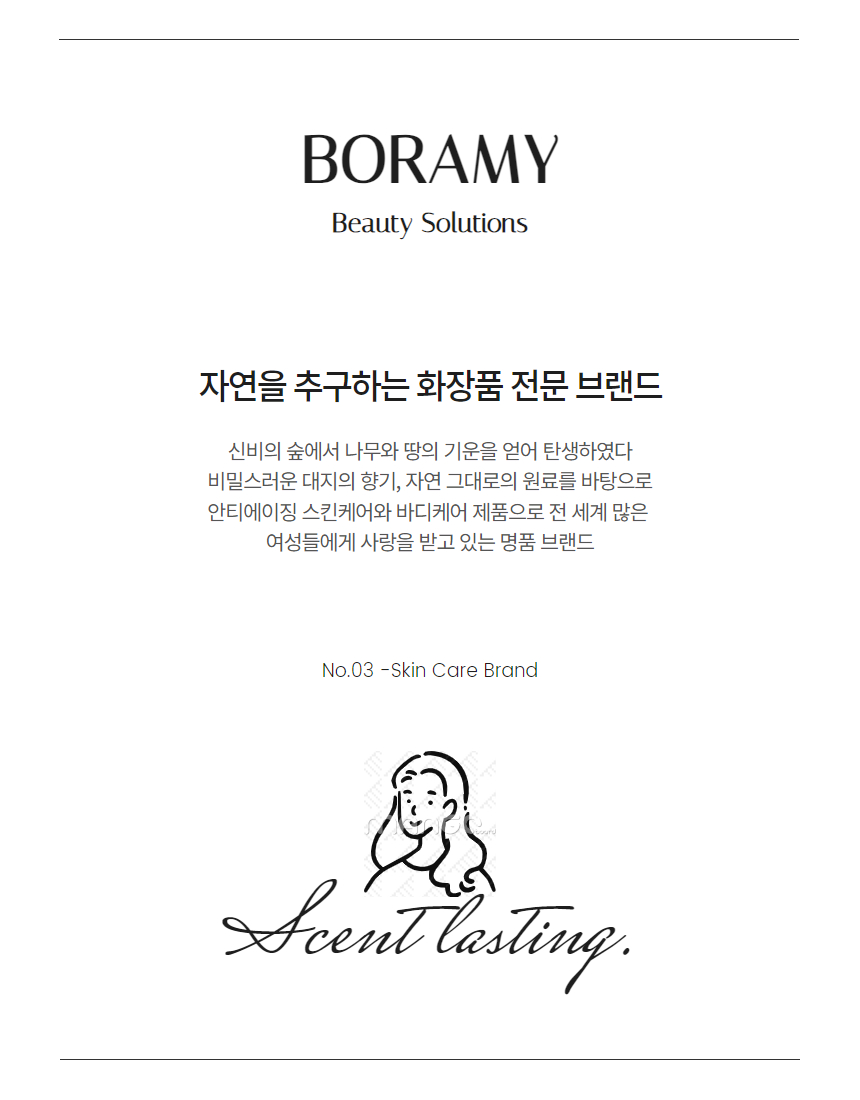 BORAMY
Beauty Solutions
자연을 추구하는 화장품 전문 브랜드
신비의 숲에서 나무와 땅의 기운을 얻어 탄생하였다
비밀스러운 대지의 향기, 자연 그대로의 원료를 바탕으로
안티에이징 스킨케어와 바디케어 제품으로 전 세계 많은
여성들에게 사랑을 받고 있는 명품 브랜드
No.03 -Skin Care Brand
Scent lasting.